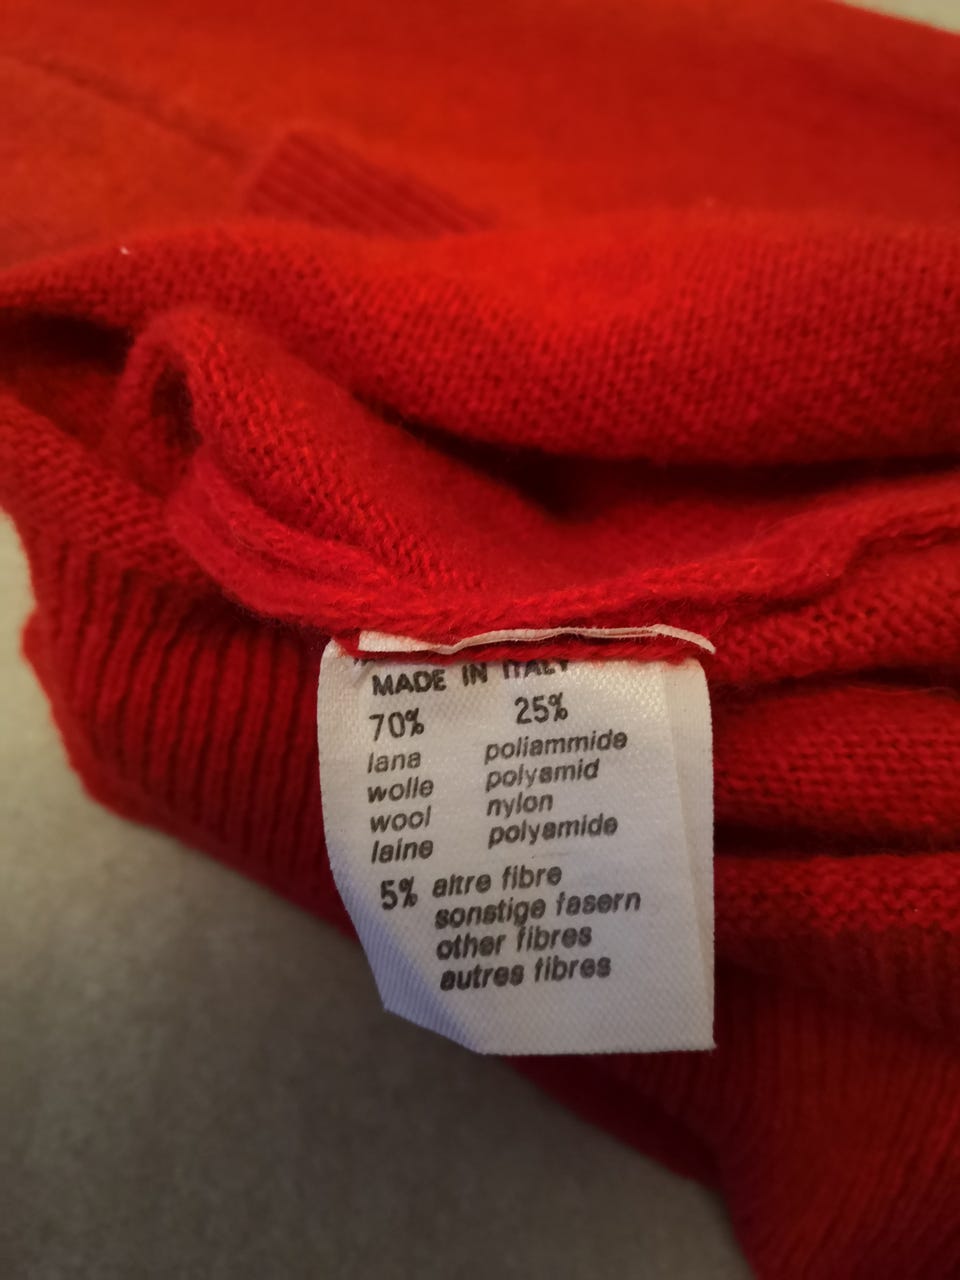 MADE IN ITALY
70% 25%
lana poliammide
wolle polyamid
wool nylon
laine polyamide
5% altre fibre
sonstige fasern
other fibres
autres fibres